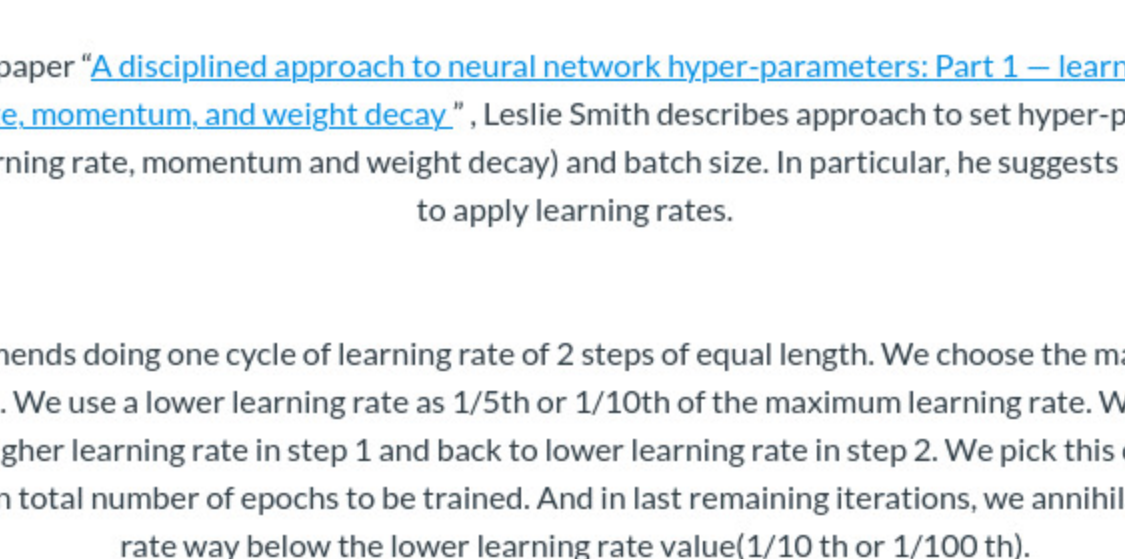 paper “A disciplined approach to neural network hyper-parameters: Part 1 — learn
e, momentum, and weight decay ” , Leslie Smith describes approach to set hyper-p
rning rate, momentum and weight decay) and batch size. In particular, he suggests
to apply learning rates.
nends doing one cycle of learning rate of 2 steps of equal length. We choose the ma
. We use a lower learning rate as 1/5th or 1/10th of the maximum learning rate. W
gher learning rate in step 1 and back to lower learning rate in step 2. We pick this
n total number of epochs to be trained. And in last remaining iterations, we annihil
rate way below the lower learning rate value(1/10 th or 1/100 th).